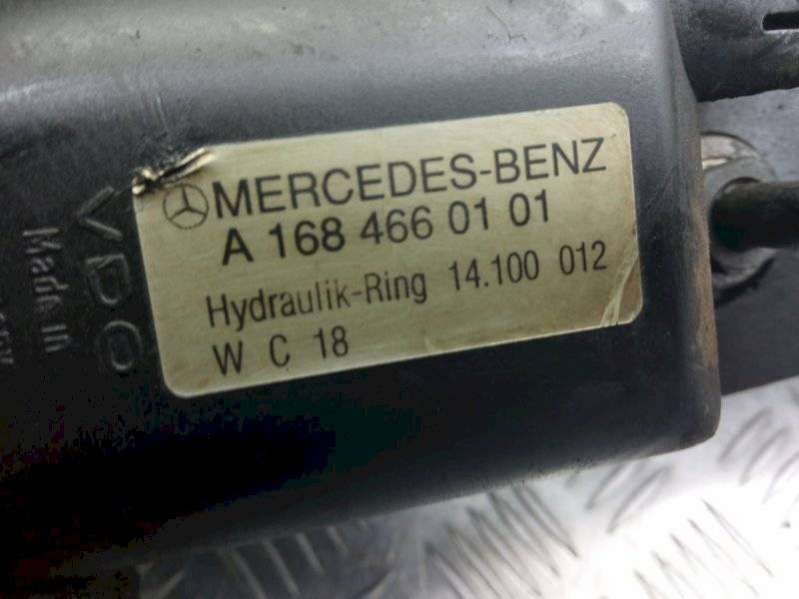 MERCEDES-BENZ
A 168 466 01 01
Hydraulik-Ring 14.100 012
W C 18
VDO
Made in